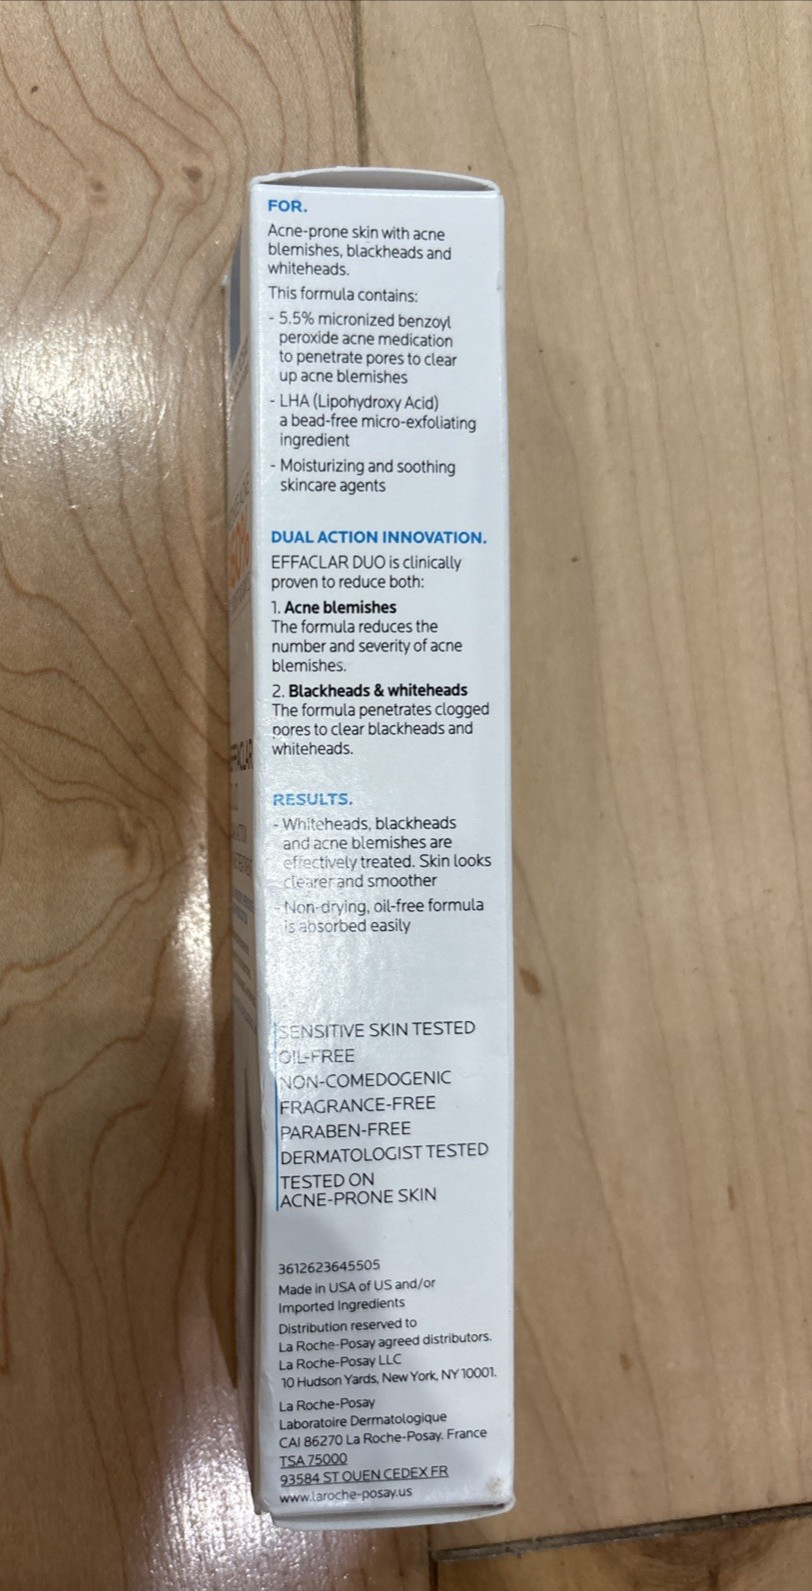 FOR.
Acne-prone skin with acne
blemishes, blackheads and
whiteheads.
This formula contains:
- 5.5% micronized benzoyl
peroxide acne medication
to penetrate pores to clear
up acne blemishes
- LHA (Lipohydroxy Acid)
a bead-free micro-exfoliating
ingredient
- Moisturizing and soothing
skincare agents
DUAL ACTION INNOVATION.
EFFACLAR DUO is clinically
proven to reduce both:
1. Acne blemishes
The formula reduces the
number and severity of acne
blemishes.
2. Blackheads & whiteheads
The formula penetrates clogged
pores to clear blackheads and
whiteheads.
RESULTS.
- Whiteheads, blackheads
and acne blemishes are
effectively treated. Skin looks
clearer and smoother
- Non-drying, oil-free formula
is absorbed easily
SENSITIVE SKIN TESTED
OIL-FREE
NON-COMEDOGENIC
FRAGRANCE-FREE
PARABEN-FREE
DERMATOLOGIST TESTED
TESTED ON
ACNE-PRONE SKIN
3612623645505
Made in USA of US and/or
Imported Ingredients
Distribution reserved to
La Roche-Posay agreed distributors.
La Roche-Posay LLC
10 Hudson Yards, New York, NY 10001.
La Roche-Posay
Laboratoire Dermatologique
CAI 86270 La Roche-Posay. France
TSA 75000
93584 ST OUEN CEDEX FR
www.laroche-posay.us